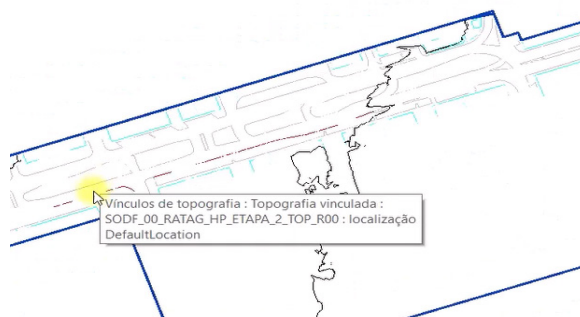 Vínculos de topografia : Topografia vinculada :
SODF_00_RATAG_HP_ETAPA_2_TOP_R00 : localização
DefaultLocation